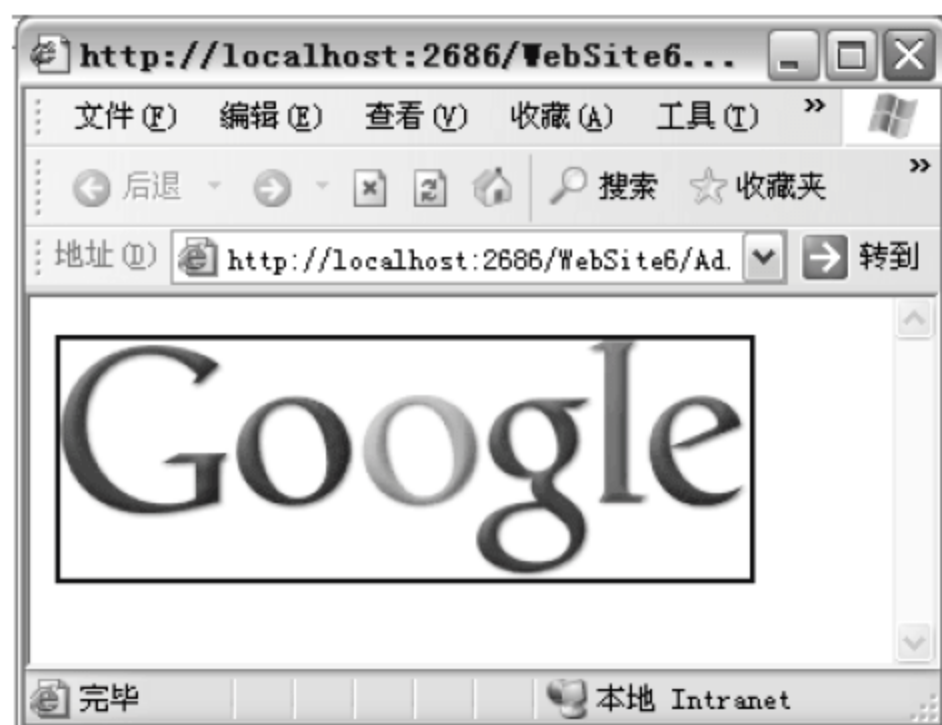 http://localhost:2686/WebSite6...
文件(F) 编辑(E) 查看(V) 收藏(A) 工具(T) »
后退 搜索 收藏夹 »
地址(D) http://localhost:2686/WebSite6/Ad. 转到
Google
完毕 本地 Intranet